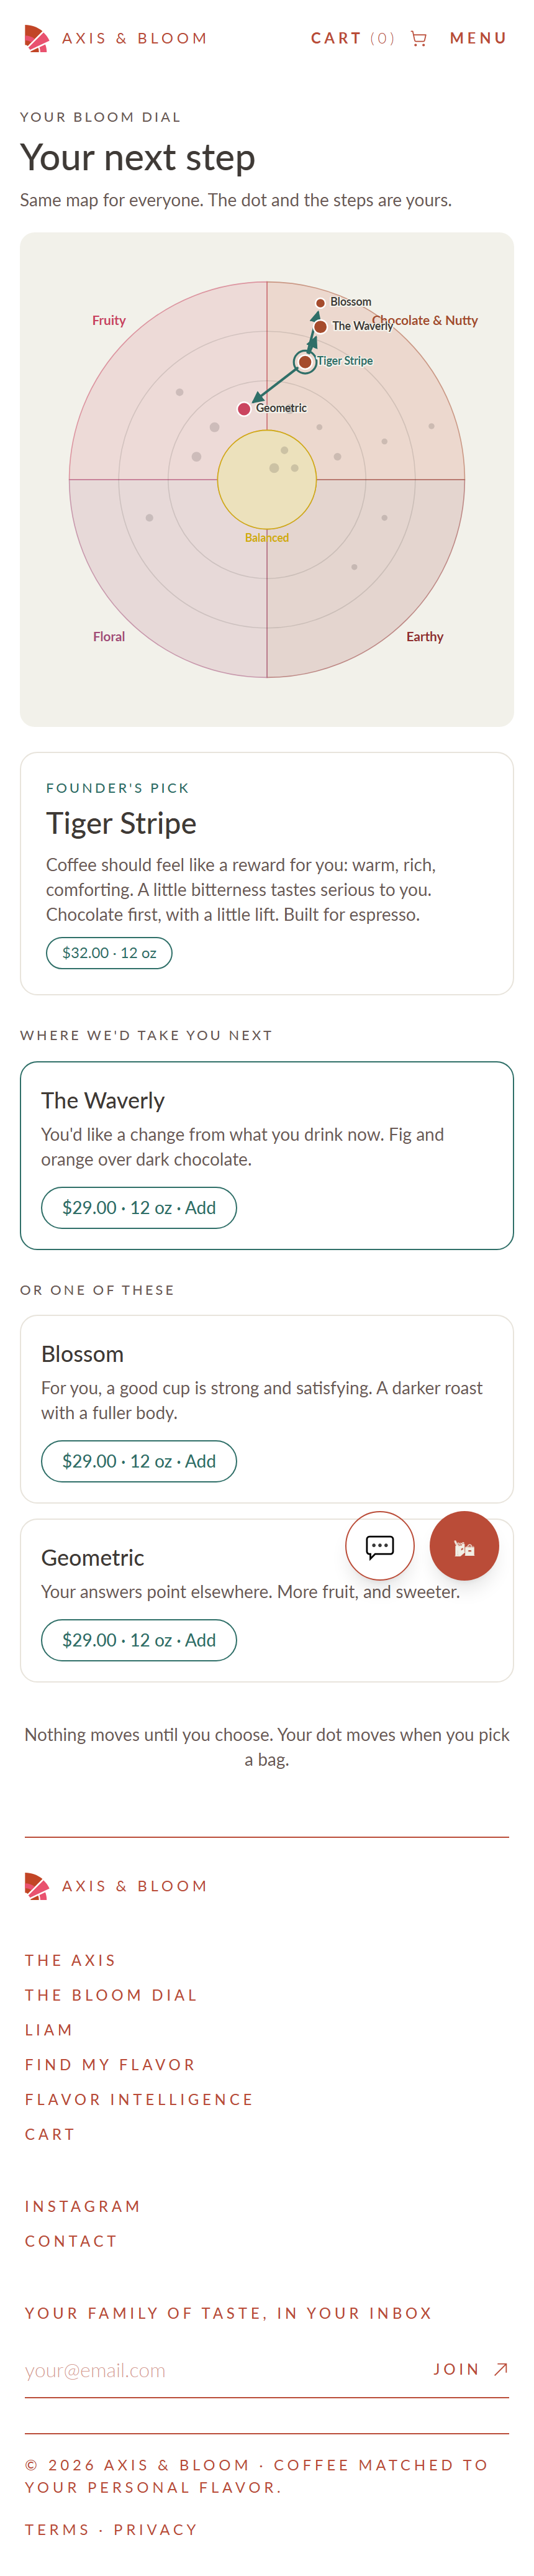 AXIS & BLOOM
CART (0)
MENU
YOUR BLOOM DIAL
Your next step
Same map for everyone. The dot and the steps are yours.
Blossom
Fruity
Chocolate & Nutty
The Waverly
Tiger Stripe
Geometric
Balanced
Floral
Earthy
FOUNDER'S PICK
Tiger Stripe
Coffee should feel like a reward for you: warm, rich,
comforting. A little bitterness tastes serious to you.
Chocolate first, with a little lift. Built for espresso.
$32.00 · 12 oz
WHERE WE'D TAKE YOU NEXT
The Waverly
You'd like a change from what you drink now. Fig and
orange over dark chocolate.
$29.00 · 12 oz · Add
OR ONE OF THESE
Blossom
For you, a good cup is strong and satisfying. A darker roast
with a fuller body.
$29.00 · 12 oz · Add
Geometric
Your answers point elsewhere. More fruit, and sweeter.
$29.00 · 12 oz · Add
Nothing moves until you choose. Your dot moves when you pick
a bag.
AXIS & BLOOM
THE AXIS
THE BLOOM DIAL
LIAM
FIND MY FLAVOR
FLAVOR INTELLIGENCE
CART
INSTAGRAM
CONTACT
YOUR FAMILY OF TASTE, IN YOUR INBOX
your@email.com
JOIN
© 2026 AXIS & BLOOM · COFFEE MATCHED TO
YOUR PERSONAL FLAVOR.
TERMS · PRIVACY